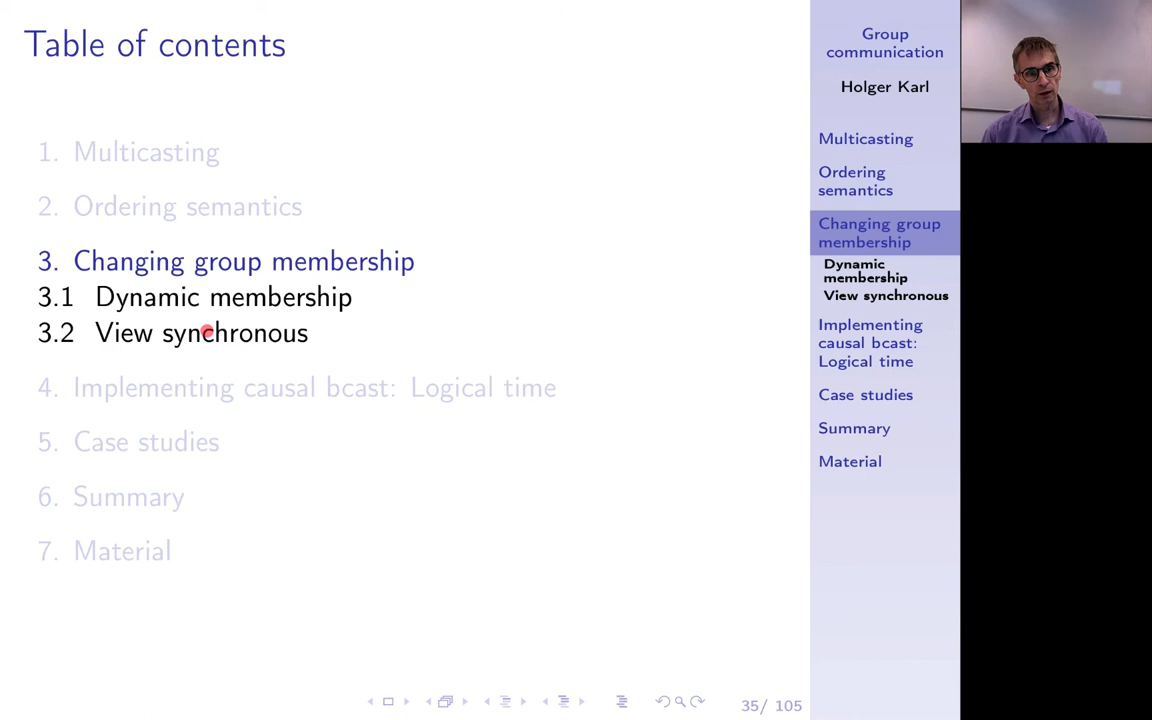 Table of contents
1. Multicasting
2. Ordering semantics
3. Changing group membership
3.1 Dynamic membership
3.2 View synchronous
4. Implementing causal bcast: Logical time
5. Case studies
6. Summary
7. Material
35/ 105
Group
communication
Holger Karl
Multicasting
Ordering
semantics
Changing group
membership
Dynamic
membership
View synchronous
Implementing
causal bcast:
Logical time
Case studies
Summary
Material